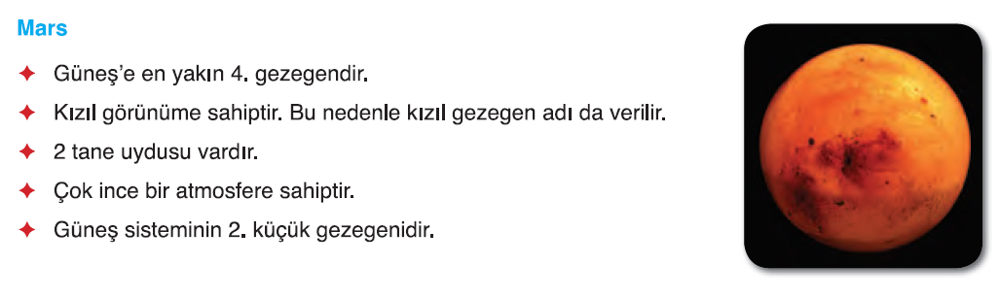 Mars
✦ Güneş'e en yakın 4. gezegendir.
✦ Kızıl görünüme sahiptir. Bu nedenle kızıl gezegen adı da verilir.
✦ 2 tane uydusu vardır.
✦ Çok ince bir atmosfere sahiptir.
✦ Güneş sisteminin 2. küçük gezegenidir.